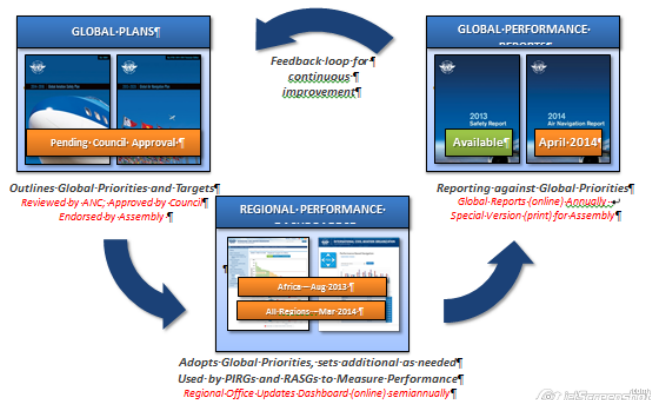 GLOBAL PLANS¶
Pending Council Approval ¶
Outlines Global Priorities and Targets¶
Reviewed by ANC, Approved by Council¶
Endorsed by Assembly ¶
Feedback loop for ¶
continuous ¶
improvement¶
GLOBAL PERFORMANCE
REPORTS¶
2013
Safety Report
2014
Air Navigation Report
Available¶
April 2014¶
Reporting against Global Priorities¶
Global Reports (online) Annually ↵
Special Version (print) for Assembly¶
REGIONAL PERFORMANCE
DASHBOARDS¶
¶
Africa—Aug 2013¶
All Regions—Mar 2014¶
Adopts Global Priorities, sets additional as needed¶
Used by PIRGs and RASGs to Measure Performance¶
Regional Office Updates Dashboard (online) semiannually¶